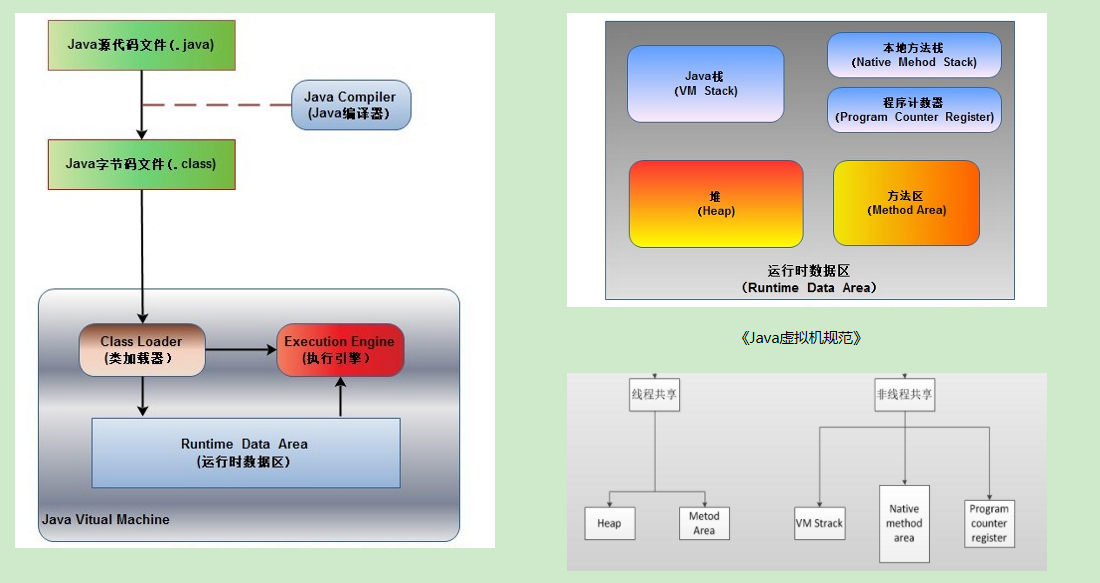 Java源代码文件(.java)
Java Compiler
(Java编译器)
Java字节码文件(.class)
Class Loader
(类加载器)
Execution Engine
(执行引擎)
Runtime Data Area
(运行时数据区)
Java Vitual Machine
Java栈
(VM Stack)
本地方法栈
(Native Mehod Stack)
程序计数器
(Program Counter Register)
堆
(Heap)
方法区
(Method Area)
运行时数据区
(Runtime Data Area)
《Java虚拟机规范》
线程共享
非线程共享
Heap
Metod
Area
VM Strack
Native
method
area
Program
counter
register